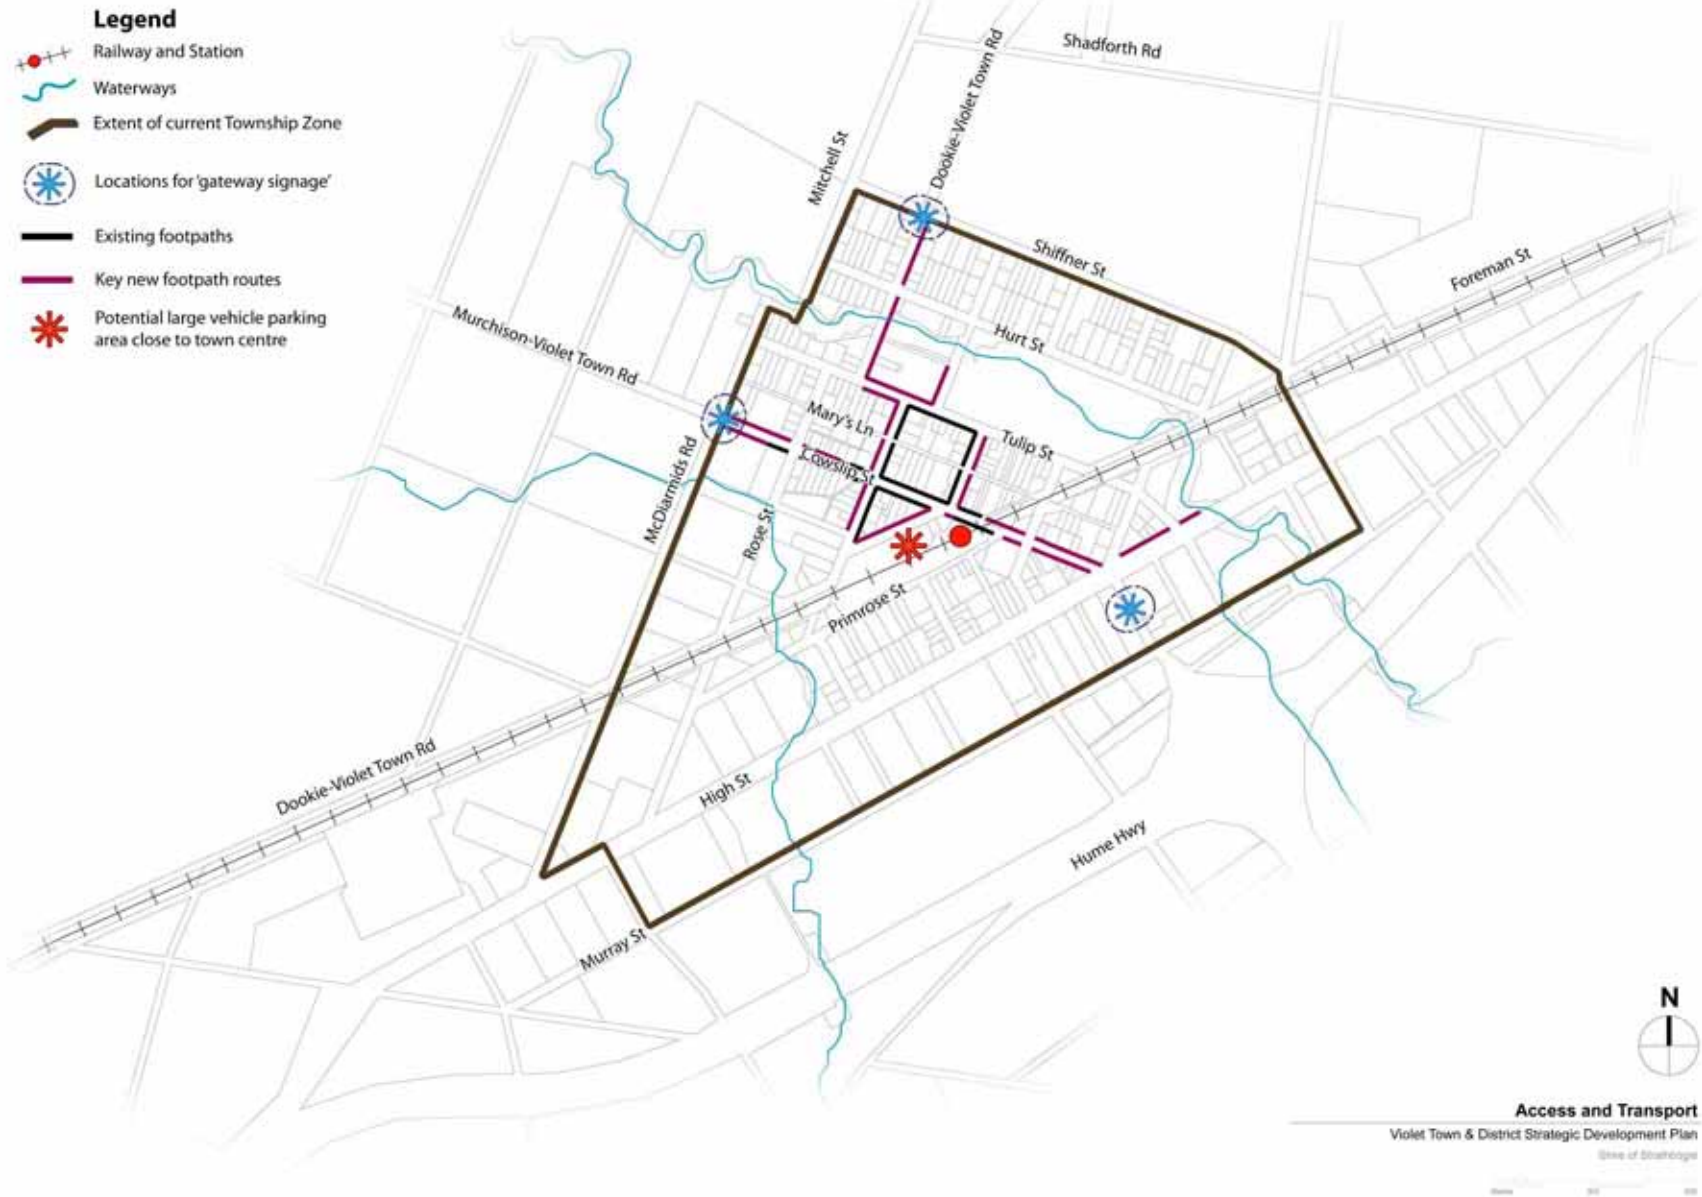 Legend
Railway and Station
Waterways
Extent of current Township Zone
Locations for 'gateway signage'
Existing footpaths
Key new footpath routes
Potential large vehicle parking
area close to town centre
Shadforth Rd
Dookie-Violet Town Rd
Mitchell St
Shiffner St
Foreman St
Hurt St
Murchison-Violet Town Rd
Mary's Ln
Tulip St
Cowslip St
McDiarmids Rd
Rose St
Primrose St
Dookie-Violet Town Rd
High St
Hume Hwy
Murray St
N
Access and Transport
Violet Town & District Strategic Development Plan
Shire of Strathbogie